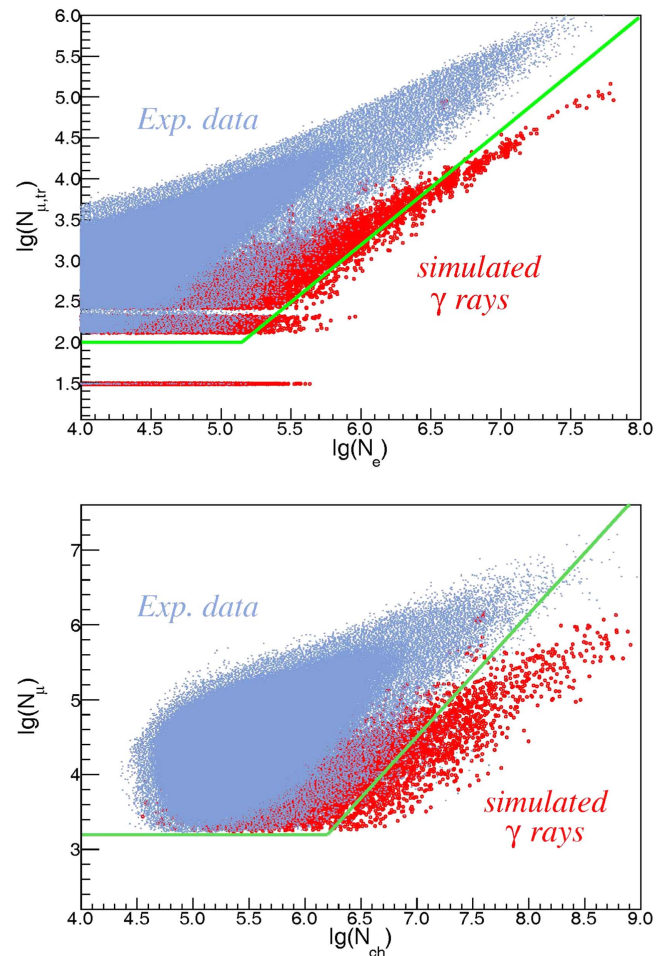 6.0
5.5
5.0
4.5
4.0
3.5
3.0
2.5
2.0
1.5
lg(N_μ,tr)
Exp. data
simulated
γ rays
4.0 4.5 5.0 5.5 6.0 6.5 7.0 7.5 8.0
lg(N_e)
7
6
5
4
3
lg(N_μ)
Exp. data
simulated
γ rays
4.0 4.5 5.0 5.5 6.0 6.5 7.0 7.5 8.0 8.5 9.0
lg(N_ch)